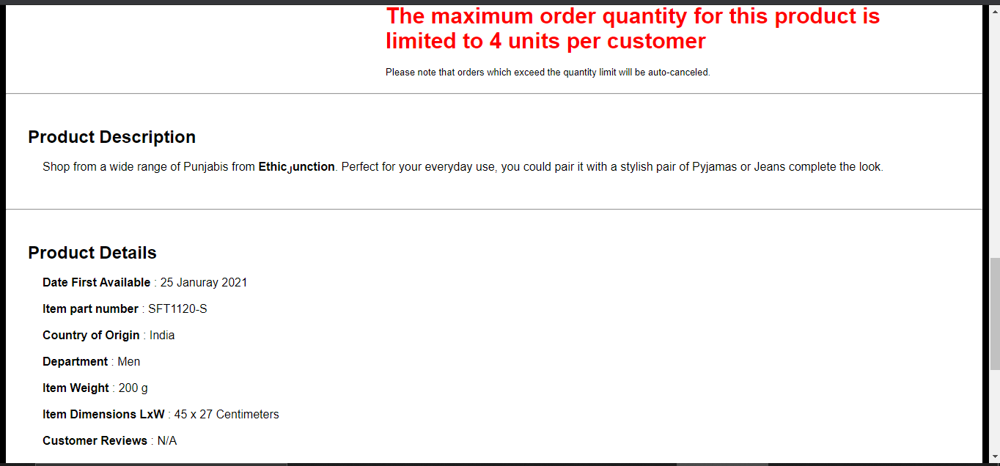 The maximum order quantity for this product is
limited to 4 units per customer
Please note that orders which exceed the quantity limit will be auto-canceled.
Product Description
Shop from a wide range of Punjabis from Ethicرunction. Perfect for your everyday use, you could pair it with a stylish pair of Pyjamas or Jeans complete the look.
Product Details
Date First Available : 25 Januray 2021
Item part number : SFT1120-S
Country of Origin : India
Department : Men
Item Weight : 200 g
Item Dimensions LxW : 45 x 27 Centimeters
Customer Reviews : N/A